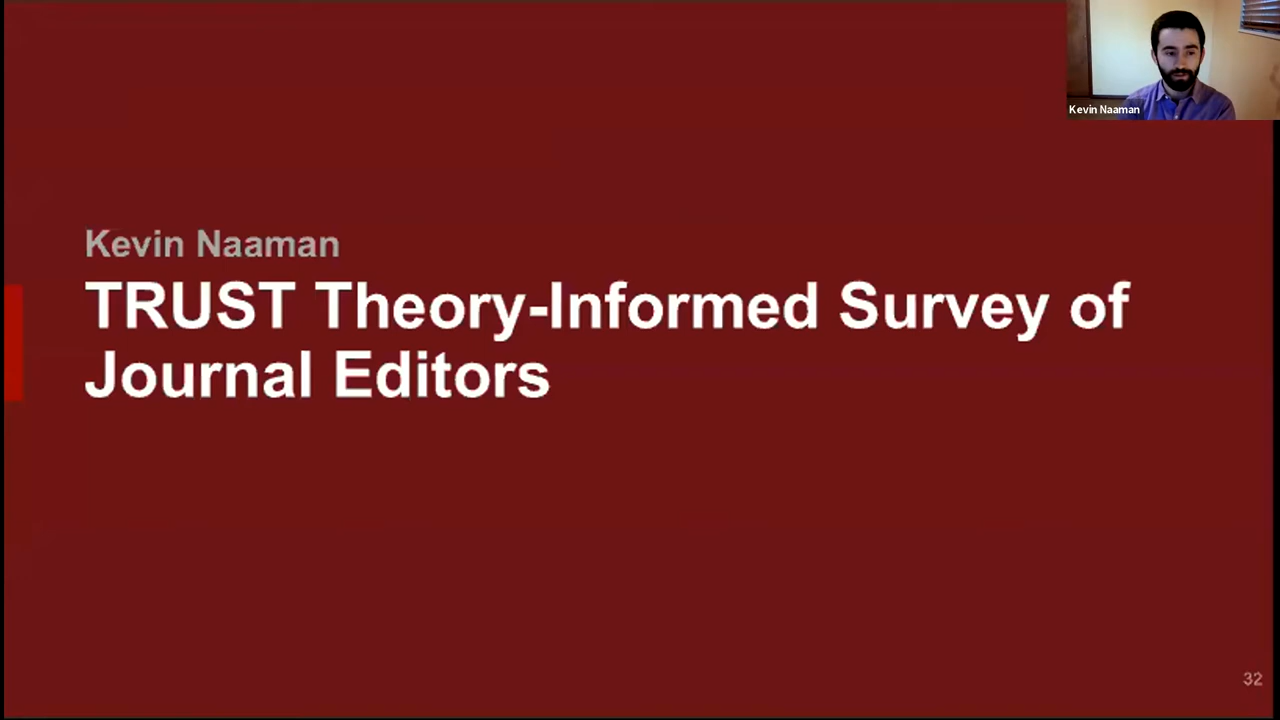 Kevin Naaman
Kevin Naaman
TRUST Theory-Informed Survey of
Journal Editors
32